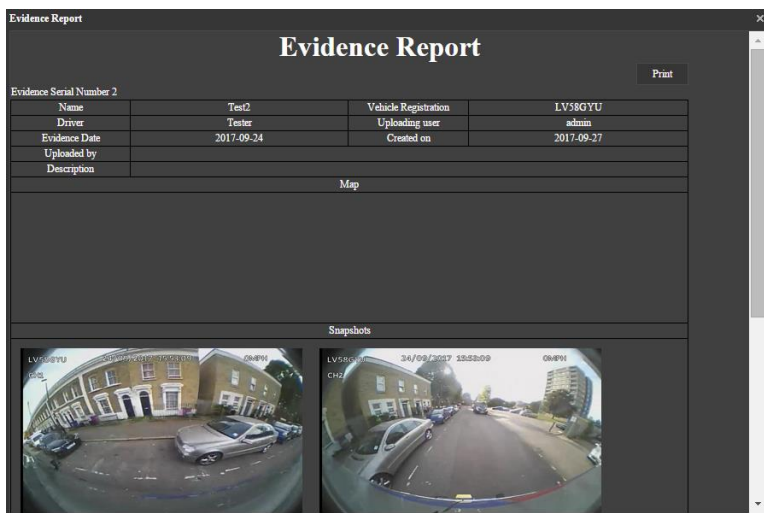 Evidence Report
Evidence Report
Print
Evidence Serial Number 2
Name Test2 Vehicle Registration LV58GYU
Driver Tester Uploading user admin
Evidence Date 2017-09-24 Created on 2017-09-27
Uploaded by
Description
Map
Snapshots
0MPH
24/09/2017 15:53:09 0MPH
CH2